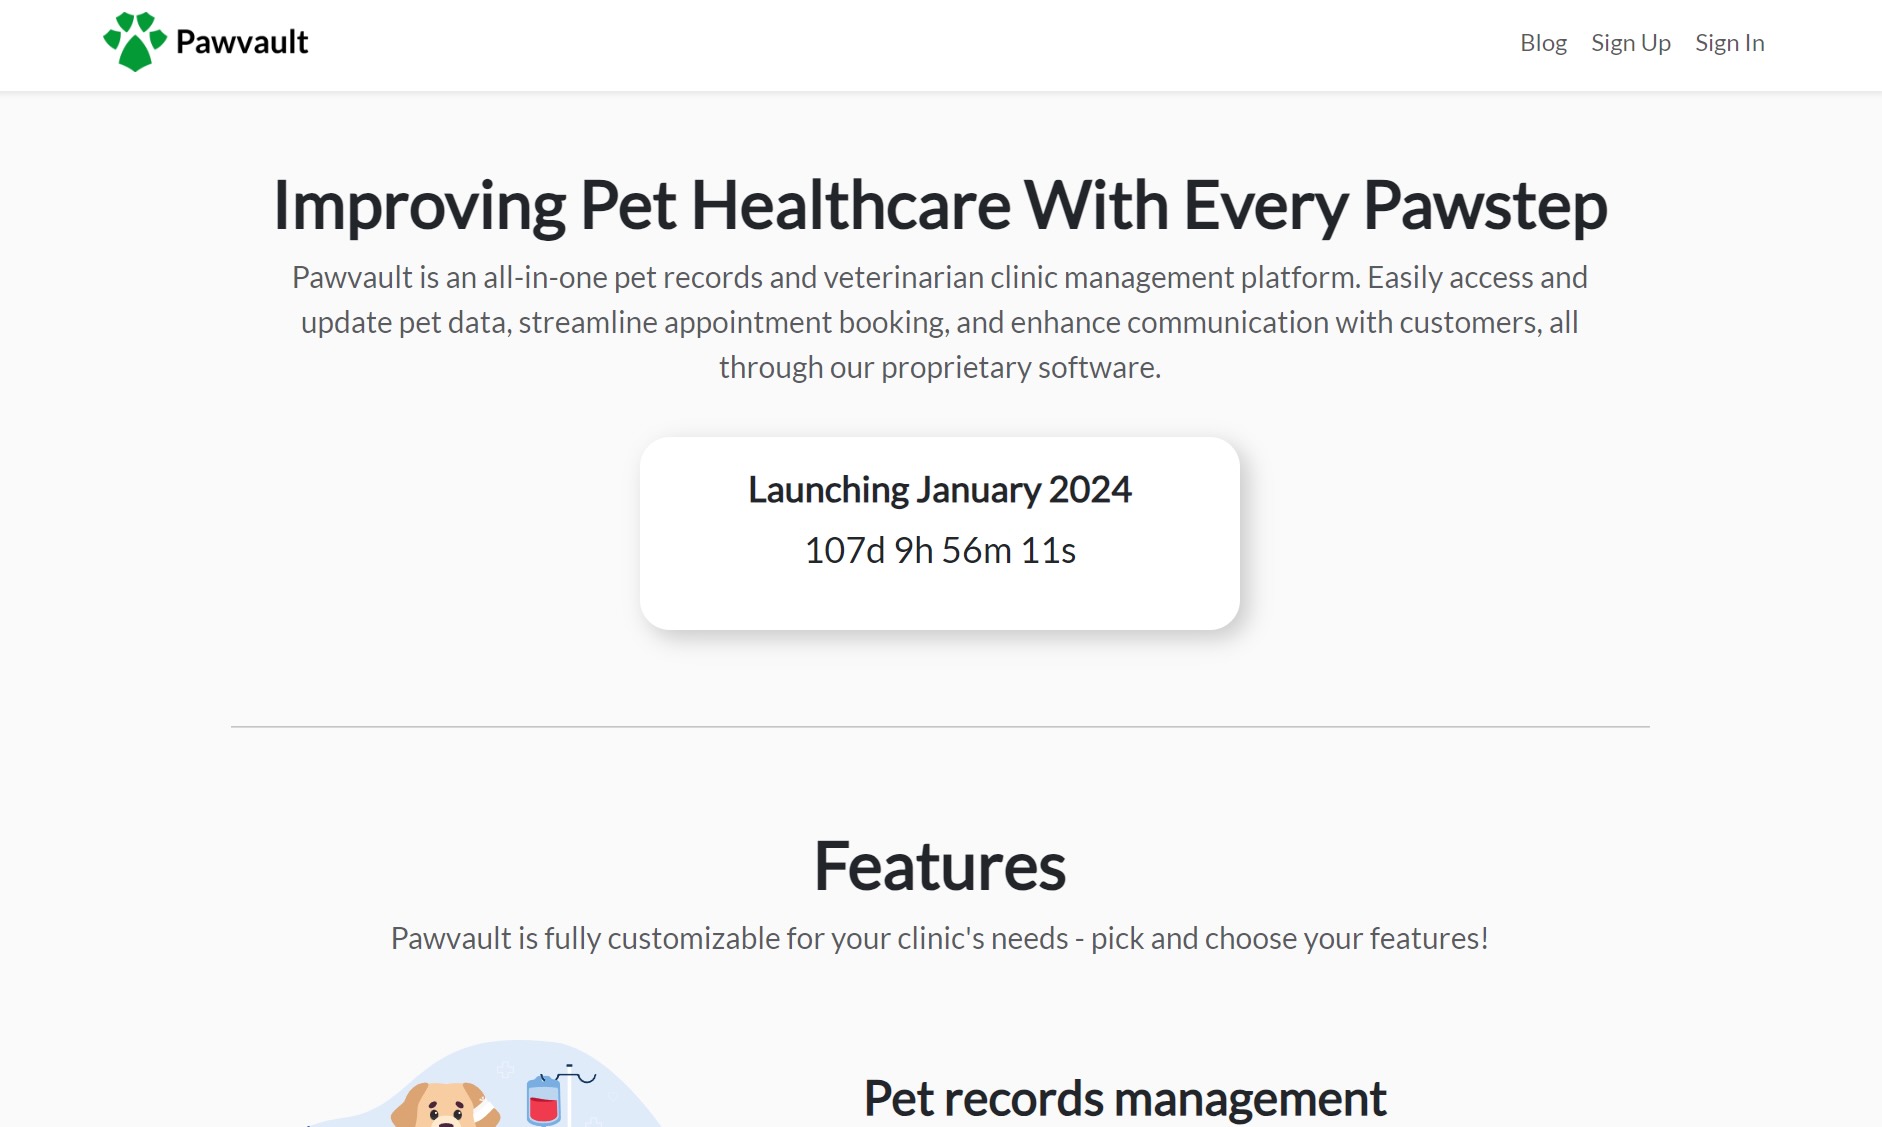 Pawvault
Blog Sign Up Sign In
Improving Pet Healthcare With Every Pawstep
Pawvault is an all-in-one pet records and veterinarian clinic management platform. Easily access and
update pet data, streamline appointment booking, and enhance communication with customers, all
through our proprietary software.
Launching January 2024
107d 9h 56m 11s
Features
Pawvault is fully customizable for your clinic's needs - pick and choose your features!
Pet records management